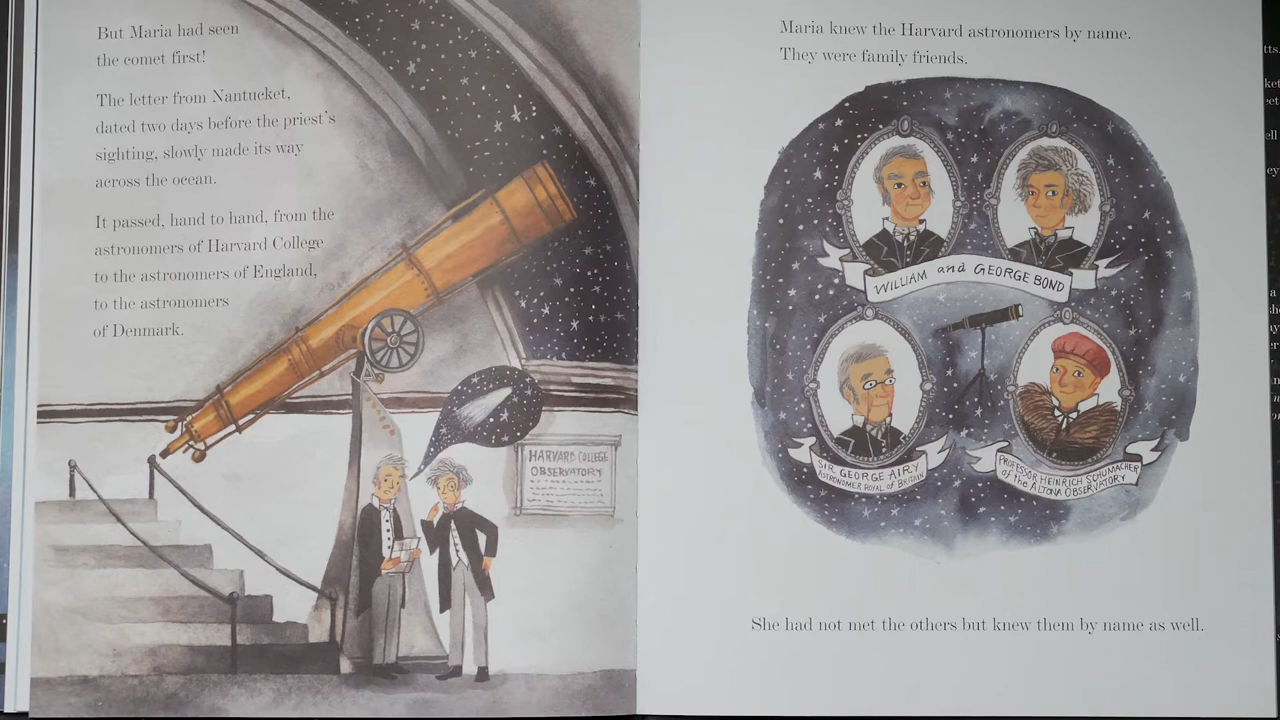 But Maria had seen
the comet first!
The letter from Nantucket,
dated two days before the priest's
sighting, slowly made its way
across the ocean.
It passed, hand to hand, from the
astronomers of Harvard College
to the astronomers of England,
to the astronomers
of Denmark.
HARVARD COLLEGE
OBSERVATORY
Maria knew the Harvard astronomers by name.
They were family friends.
WILLIAM and GEORGE BOND
SIR GEORGE AIRY
ASTRONOMER ROYAL of BRITAIN
PROFESSOR HEINRICH SCHUMACHER
of the ALTONA OBSERVATORY
She had not met the others but knew them by name as well.